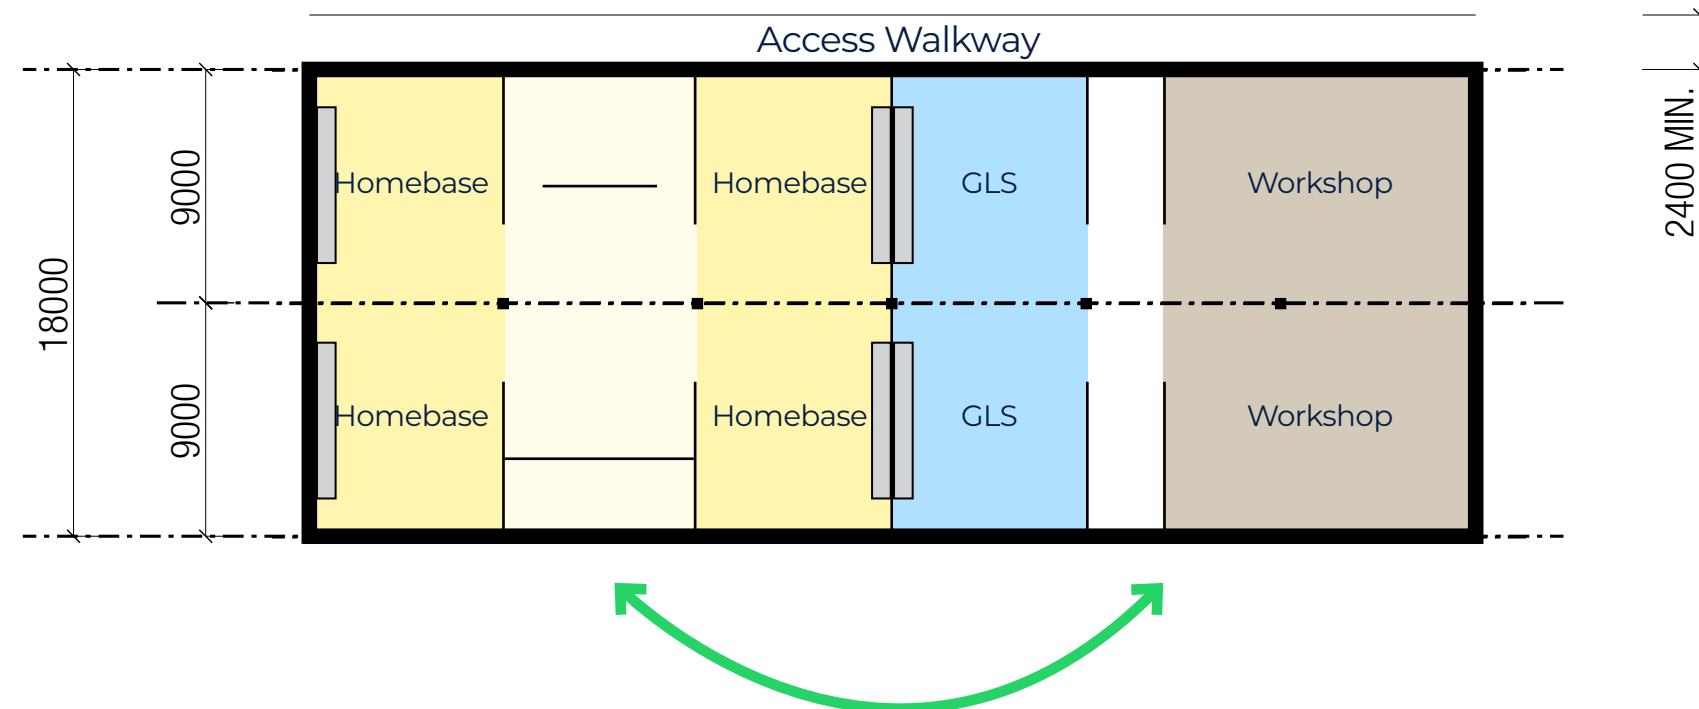 Access Walkway
2400 MIN.
18000
9000
Homebase
Homebase
GLS
Workshop
9000
Homebase
Homebase
GLS
Workshop